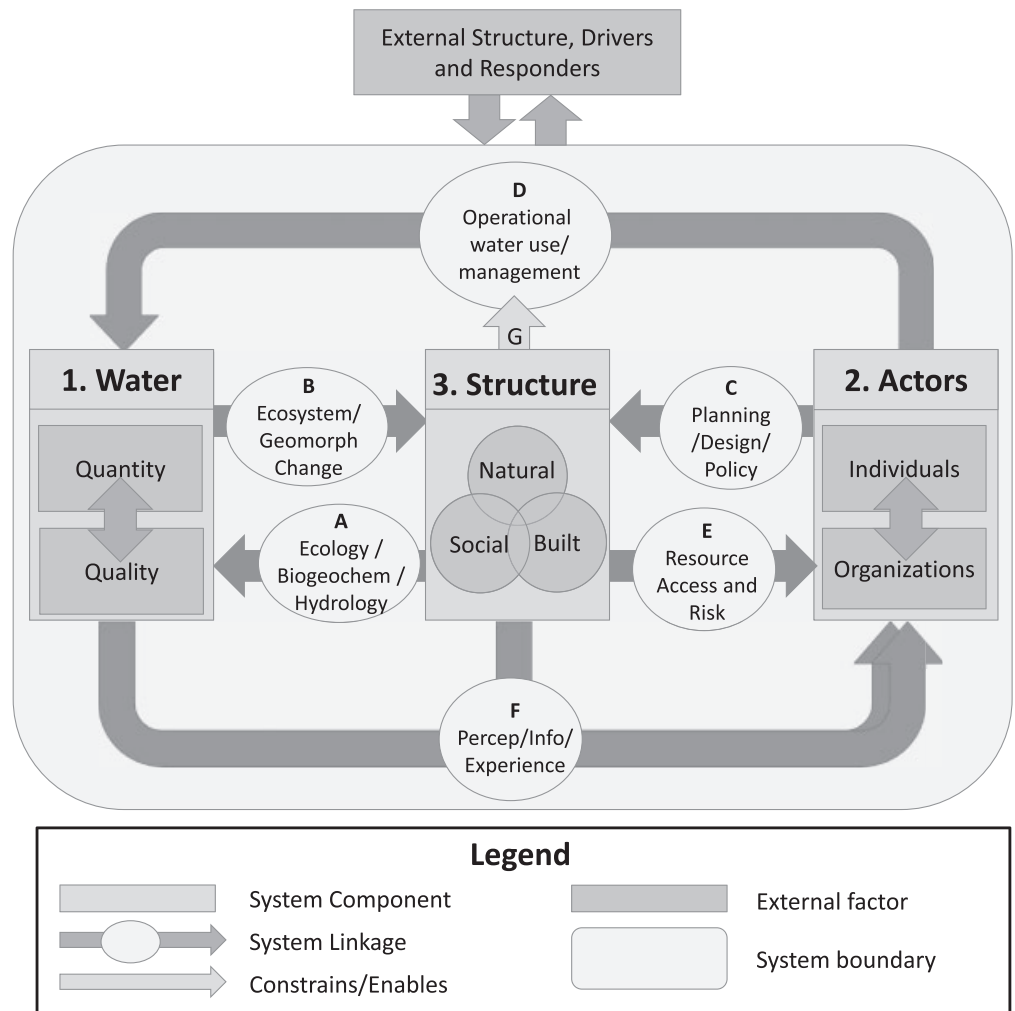 External Structure, Drivers
and Responders
D
Operational
water use/
management
G
1. Water
3. Structure
2. Actors
B
Ecosystem/
Geomorph
Change
C
Planning
/Design/
Policy
Quantity
Quality
Natural
Social
Built
Individuals
Organizations
A
Ecology /
Biogeochem /
Hydrology
E
Resource
Access and
Risk
F
Percep/Info/
Experience
Legend
System Component
System Linkage
Constrains/Enables
External factor
System boundary